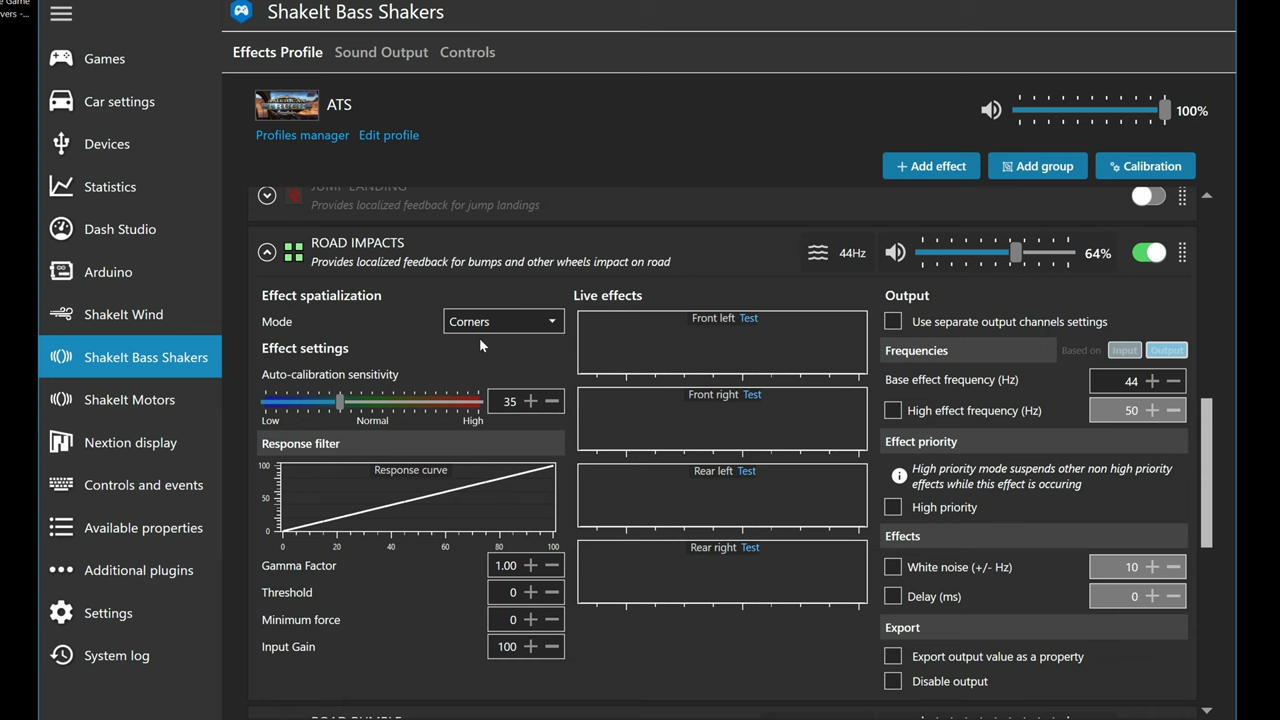 e Game
vers -...
ShakeIt Bass Shakers
Effects Profile Sound Output Controls
Games
Car settings
Devices
Statistics
Dash Studio
Arduino
ShakeIt Wind
ShakeIt Bass Shakers
ShakeIt Motors
Nextion display
Controls and events
Available properties
Additional plugins
Settings
System log
ATS
Profiles manager Edit profile
100%
+ Add effect Add group Calibration
JUMP LANDING
Provides localized feedback for jump landings
ROAD IMPACTS
Provides localized feedback for bumps and other wheels impact on road
44Hz 64%
Effect spatialization
Mode Corners
Effect settings
Auto-calibration sensitivity
35 + −
Low Normal High
Response filter
Response curve
100
50
0
0 20 40 60 80 100
Gamma Factor 1.00 + −
Threshold 0 + −
Minimum force 0 + −
Input Gain 100 + −
Live effects
Front left Test
Front right Test
Rear left Test
Rear right Test
Output
Use separate output channels settings
Frequencies Based on Input Output
Base effect frequency (Hz) 44 + −
High effect frequency (Hz) 50 + −
Effect priority
i High priority mode suspends other non high priority
effects while this effect is occuring
High priority
Effects
White noise (+/- Hz) 10 + −
Delay (ms) 0 + −
Export
Export output value as a property
Disable output
ROAD RUMBLE